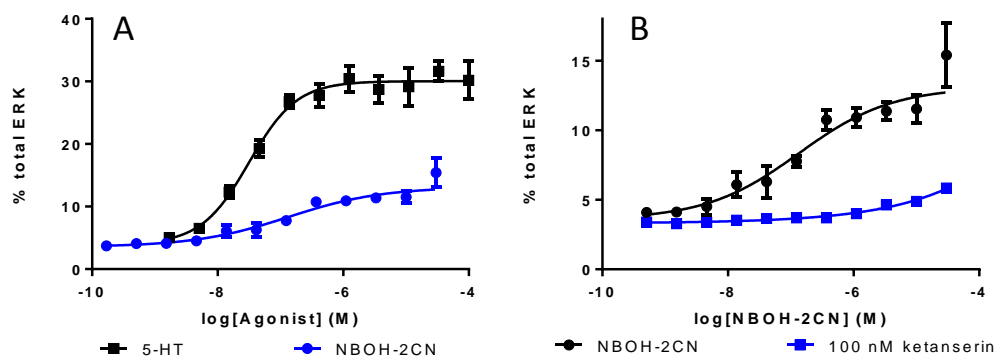 A
% total ERK
40
30
20
10
0
-10 -8 -6 -4
log[Agonist] (M)
5-HT NBOH-2CN
B
% total ERK
15
10
5
0
-10 -8 -6 -4
log[NBOH-2CN] (M)
NBOH-2CN 100 nM ketanserin